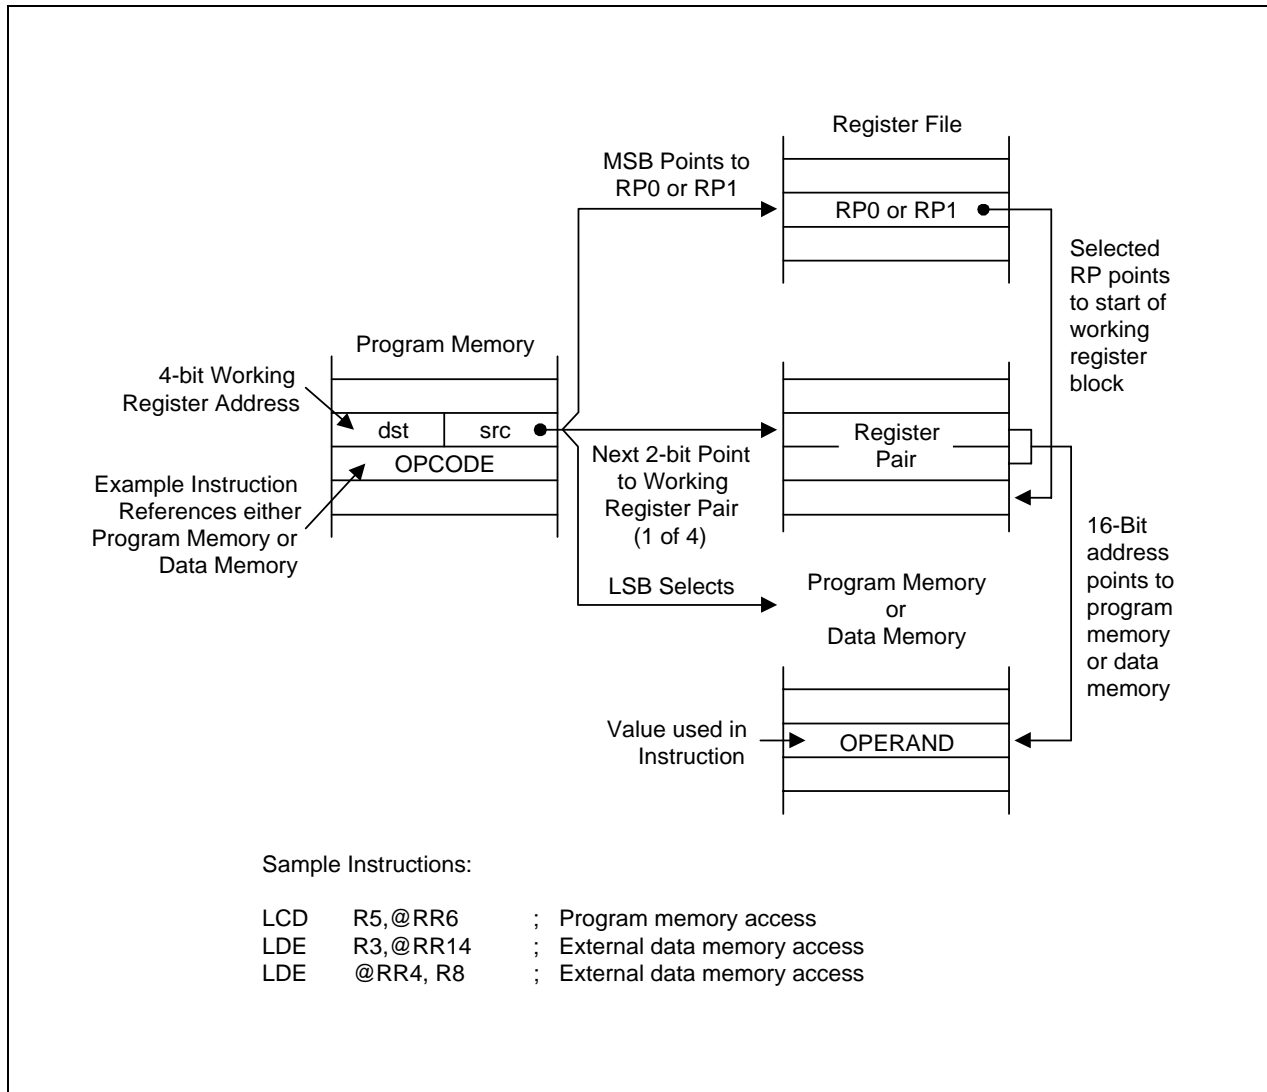 Register File
MSB Points to
RP0 or RP1
RP0 or RP1
Selected
RP points
to start of
working
register
block
Program Memory
4-bit Working
Register Address
dst src
OPCODE
Example Instruction
References either
Program Memory or
Data Memory
Next 2-bit Point
to Working
Register Pair
(1 of 4)
Register
Pair
LSB Selects
Program Memory
or
Data Memory
16-Bit
address
points to
program
memory
or data
memory
Value used in
Instruction
OPERAND
Sample Instructions:
LCD R5,@RR6 ; Program memory access
LDE R3,@RR14 ; External data memory access
LDE @RR4, R8 ; External data memory access